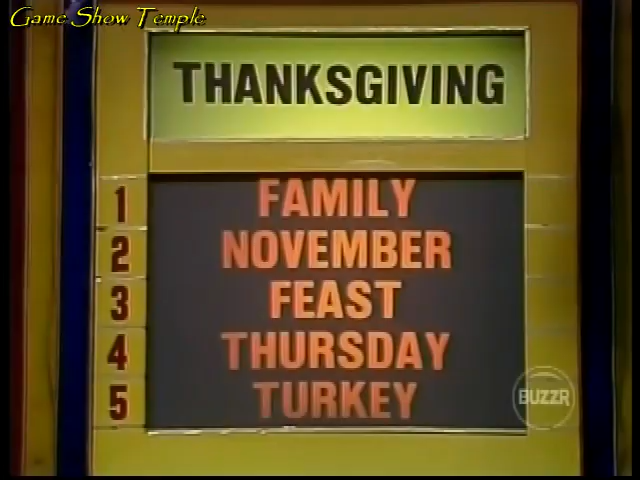 Game Show Temple
THANKSGIVING
1 FAMILY
2 NOVEMBER
3 FEAST
4 THURSDAY
5 TURKEY
BUZZR